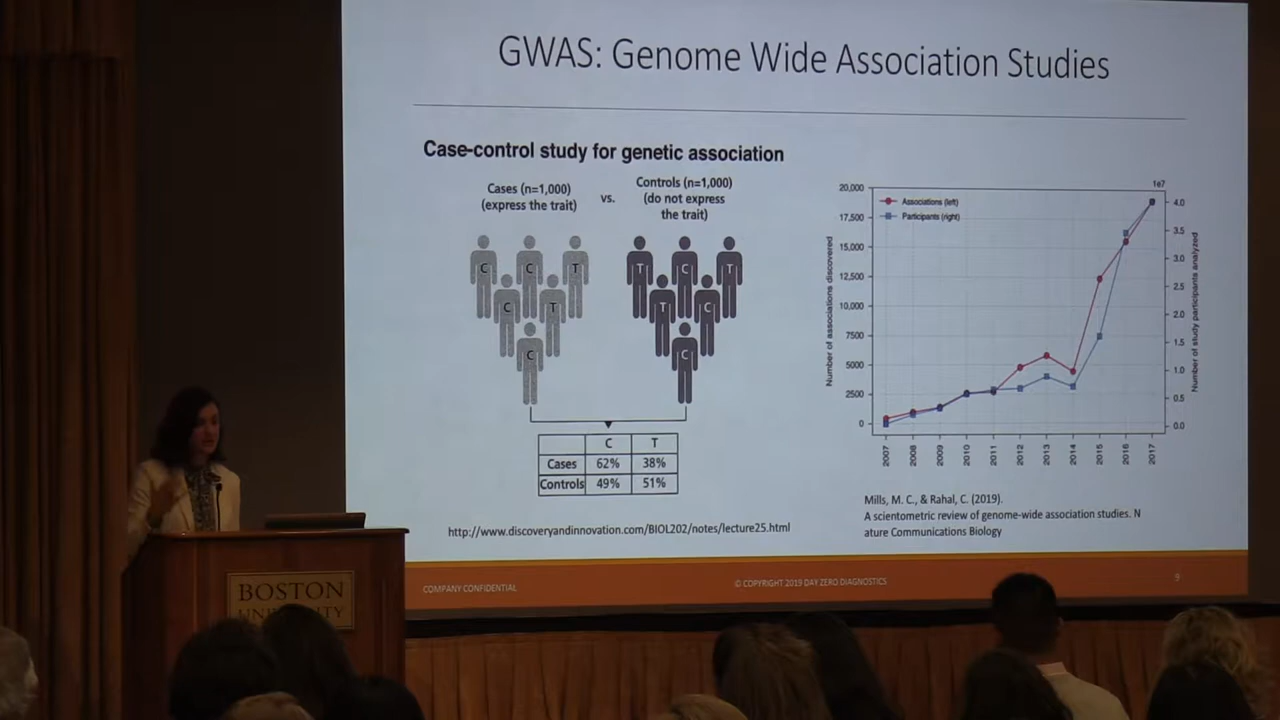 GWAS: Genome Wide Association Studies
Case-control study for genetic association
Cases (n=1,000)
(express the trait)
vs.
Controls (n=1,000)
(do not express
the trait)
C C T
C T
C
T C T
T C
C
C T
Cases 62% 38%
Controls 49% 51%
http://www.discoveryandinnovation.com/BIOL202/notes/lecture25.html
1e7
Associations (left)
Participants (right)
Number of associations discovered
20,000
17,500
15,000
12,500
10,000
7500
5000
2500
0
4.0
3.5
3.0
2.5
2.0
1.5
1.0
0.5
0.0
Number of study participants analyzed
2007 2008 2009 2010 2011 2012 2013 2014 2015 2016 2017
Mills, M. C., & Rahal, C. (2019).
A scientometric review of genome-wide association studies. N
ature Communications Biology
COMPANY CONFIDENTIAL
© COPYRIGHT 2019 DAY ZERO DIAGNOSTICS
9
BOSTON
UNIVERSITY